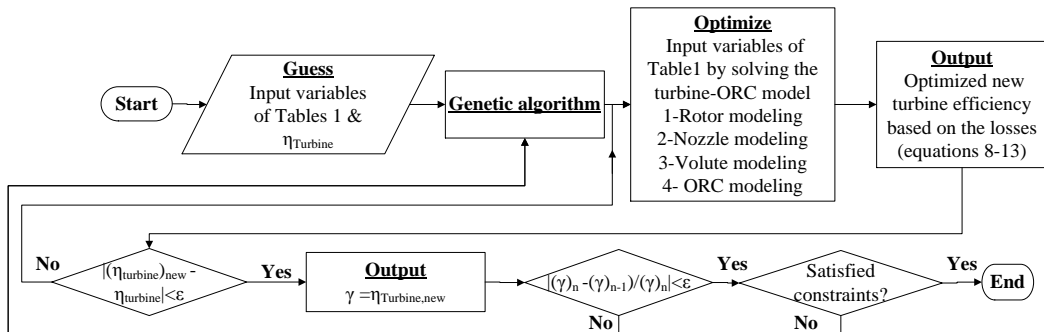 Start
Guess
Input variables
of Tables 1 &
ηTurbine
Genetic algorithm
Optimize
Input variables of
Table1 by solving the
turbine-ORC model
1-Rotor modeling
2-Nozzle modeling
3-Volute modeling
4- ORC modeling
Output
Optimized new
turbine efficiency
based on the losses
(equations 8-13)
No
|(ηturbine)new -
ηturbine|<ε
Yes
Output
γ =ηTurbine,new
|(γ)n -(γ)n-1)/(γ)n|<ε
Yes
No
Satisfied
constraints?
Yes
No
End